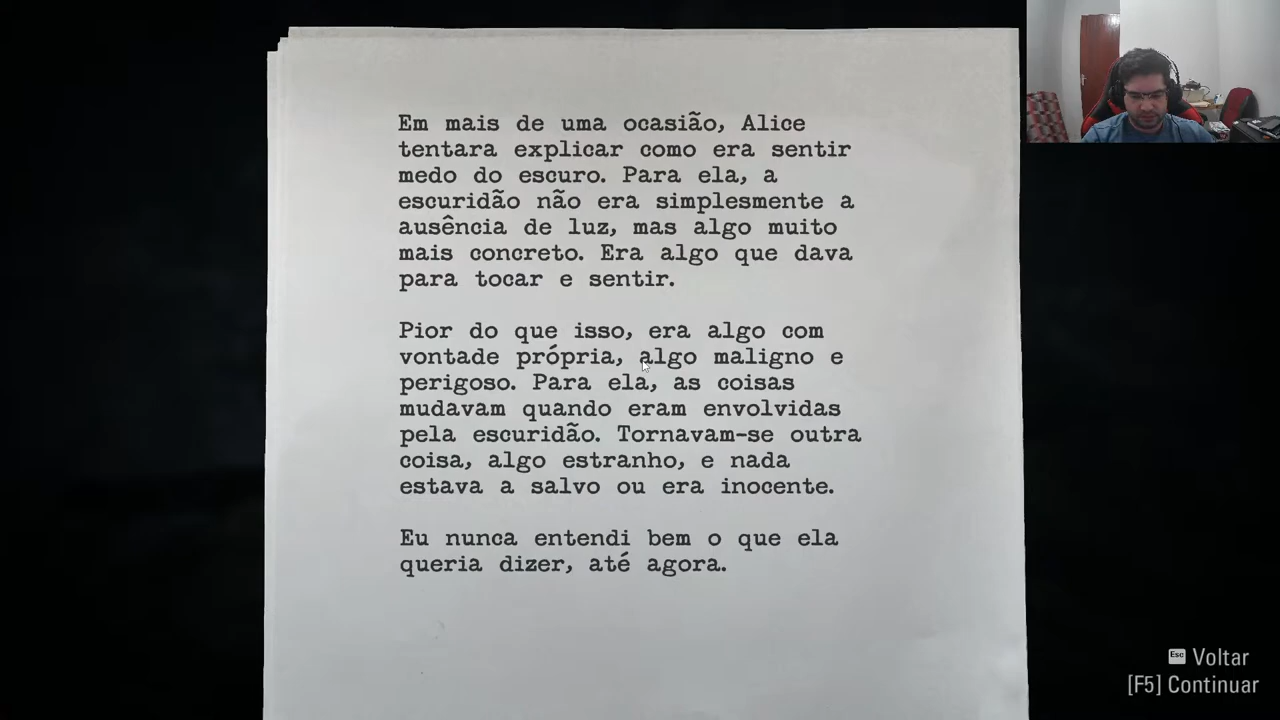 Em mais de uma ocasião, Alice
tentara explicar como era sentir
medo do escuro. Para ela, a
escuridão não era simplesmente a
ausência de luz, mas algo muito
mais concreto. Era algo que dava
para tocar e sentir.
Pior do que isso, era algo com
vontade própria, algo maligno e
perigoso. Para ela, as coisas
mudavam quando eram envolvidas
pela escuridão. Tornavam-se outra
coisa, algo estranho, e nada
estava a salvo ou era inocente.
Eu nunca entendi bem o que ela
queria dizer, até agora.
Esc Voltar
[F5] Continuar